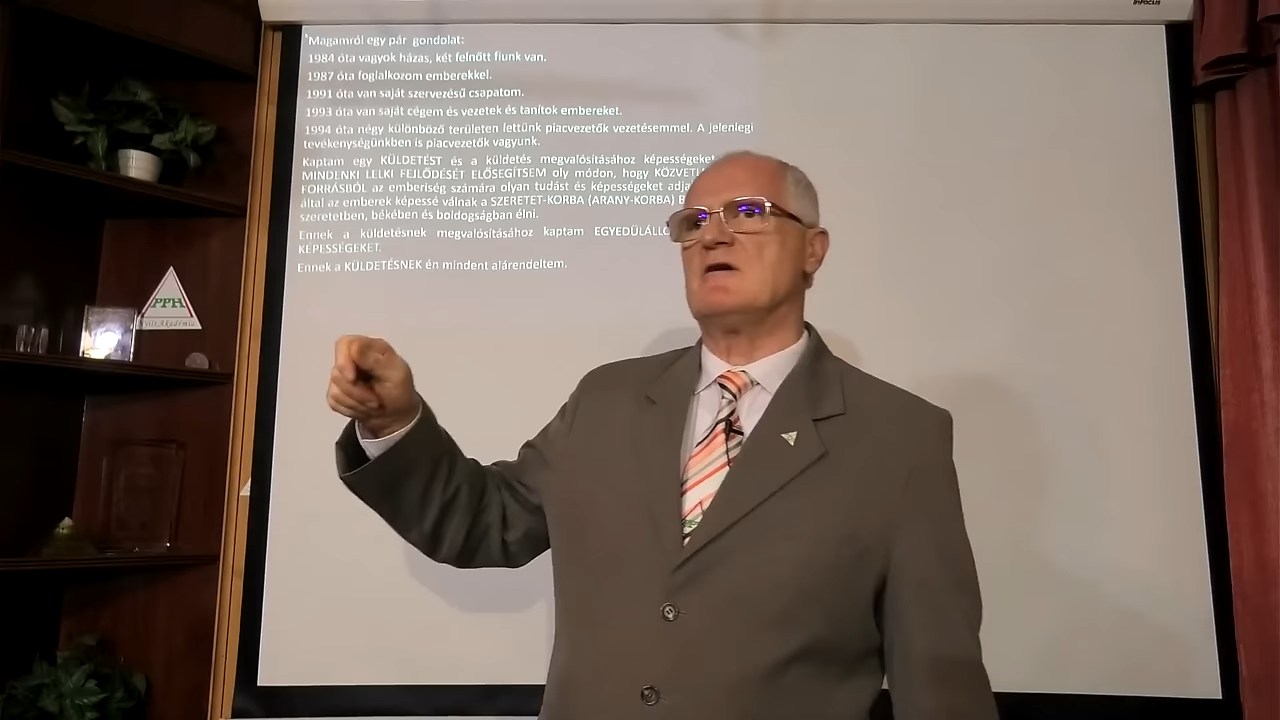 InFocus
Magamról egy pár gondolat:
1984 óta vagyok házas, két felnőtt fiunk van.
1987 óta foglalkozom emberekkel.
1991 óta van saját szervezésű csapatom.
1993 óta van saját cégem és vezetek és tanítok embereket.
1994 óta négy különböző területen lettünk piacvezetők vezetésemmel. A jelenlegi
tevékenységünkben is piacvezetők vagyunk.
Kaptam egy KÜLDETÉST és a küldetés megvalósításához képességeket
MINDENKI LELKI FEJLŐDÉSÉT ELŐSEGÍTSEM oly módon, hogy
FORRÁSBÓL az emberiség számára olyan tudást és képességeket
által az emberek képessé válnak a SZERETET-KORBA (ARANY-KORBA)
szeretetben, békében és boldogságban élni.
Ennek a küldetésnek megvalósításához kaptam
KÉPESSÉGEKET.
Ennek a KÜLDETÉSNEK én mindent alárendeltem.
PPH
Nyílt Akadémia